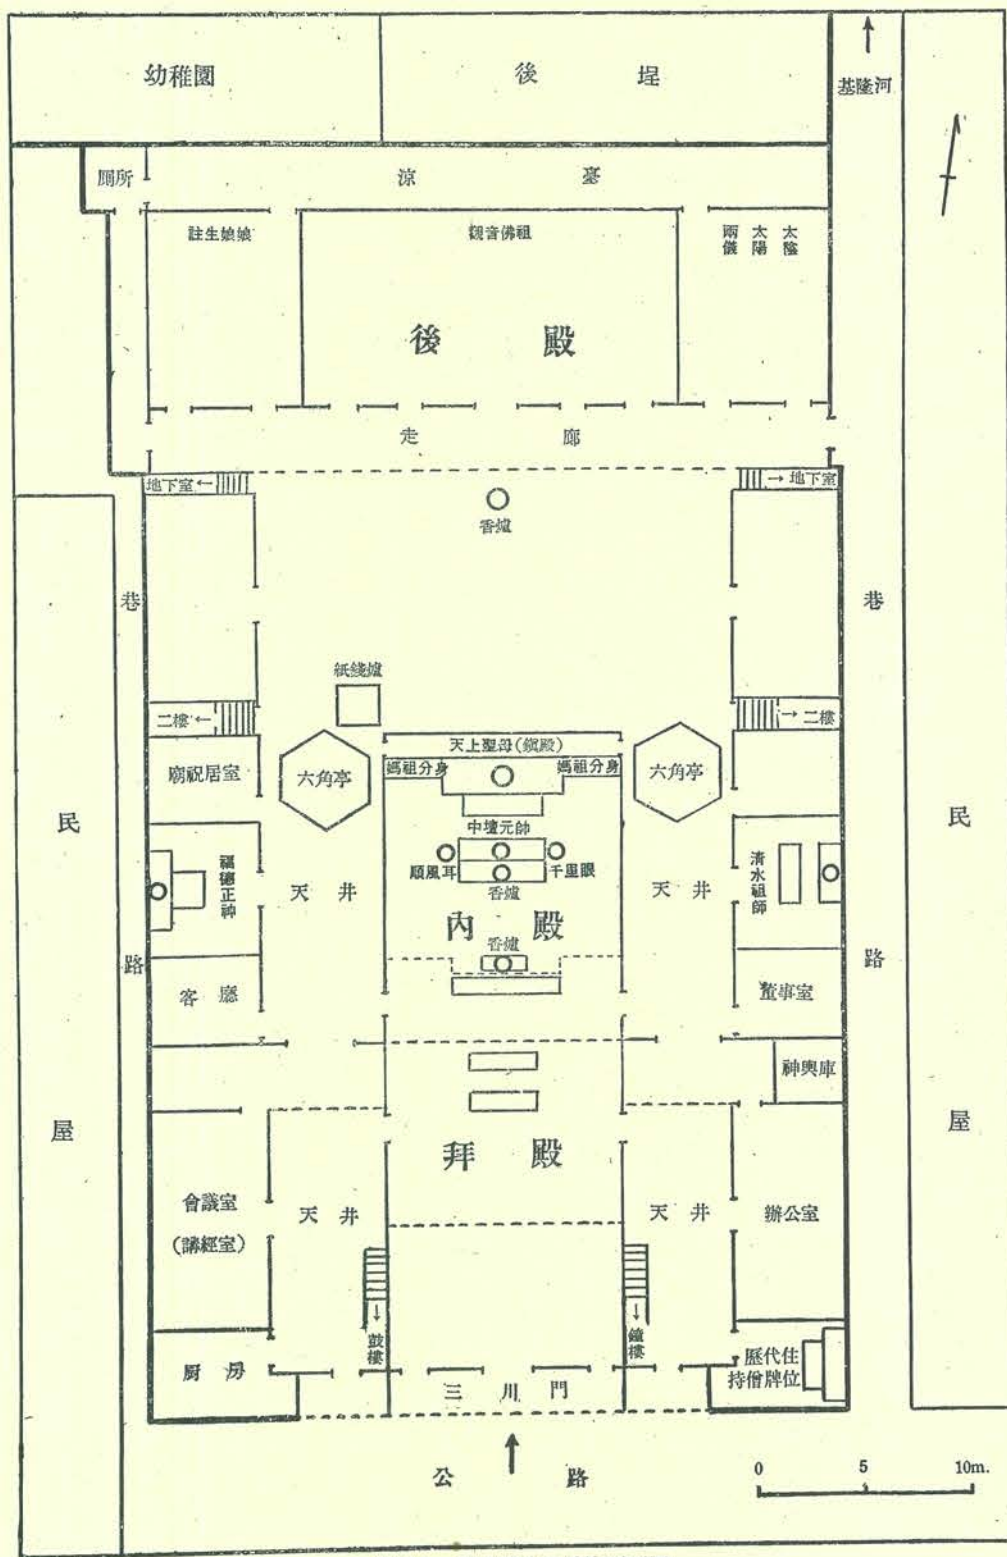 幼稚園
後 埕
基隆河
厠所
涼 臺
註生娘娘
觀音佛祖
太陰
太陽
兩儀
後 殿
走 廊
地下室 ←
→ 地下室
香爐
巷
路
巷
路
紙錢爐
二樓 ←
→ 二樓
天上聖母(鎭殿)
媽祖分身
媽祖分身
廟祝居室
六角亭
六角亭
中壇元帥
順風耳
千里眼
香爐
民
屋
民
屋
福德正神
天 井
天 井
清水祖師
內 殿
香爐
客 廳
董事室
神輿庫
拜 殿
會議室
(講經室)
天 井
天 井
辦公室
↓ 鼓樓
↓ 鐘樓
厨 房
歷代住
持僧牌位
三 川 門
公 路
0 5 10m.